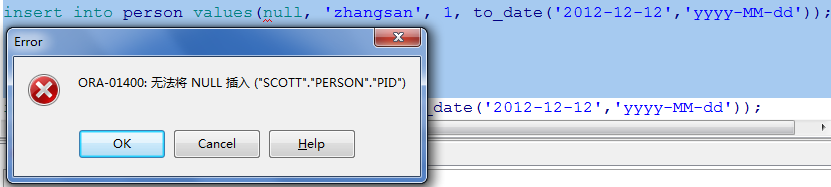 insert into person values(null, 'zhangsan', 1, to_date('2012-12-12','yyyy-MM-dd'));
Error
ORA-01400: 无法将 NULL 插入 ("SCOTT"."PERSON"."PID")
_date('2012-12-12','yyyy-MM-dd'));
OK
Cancel
Help